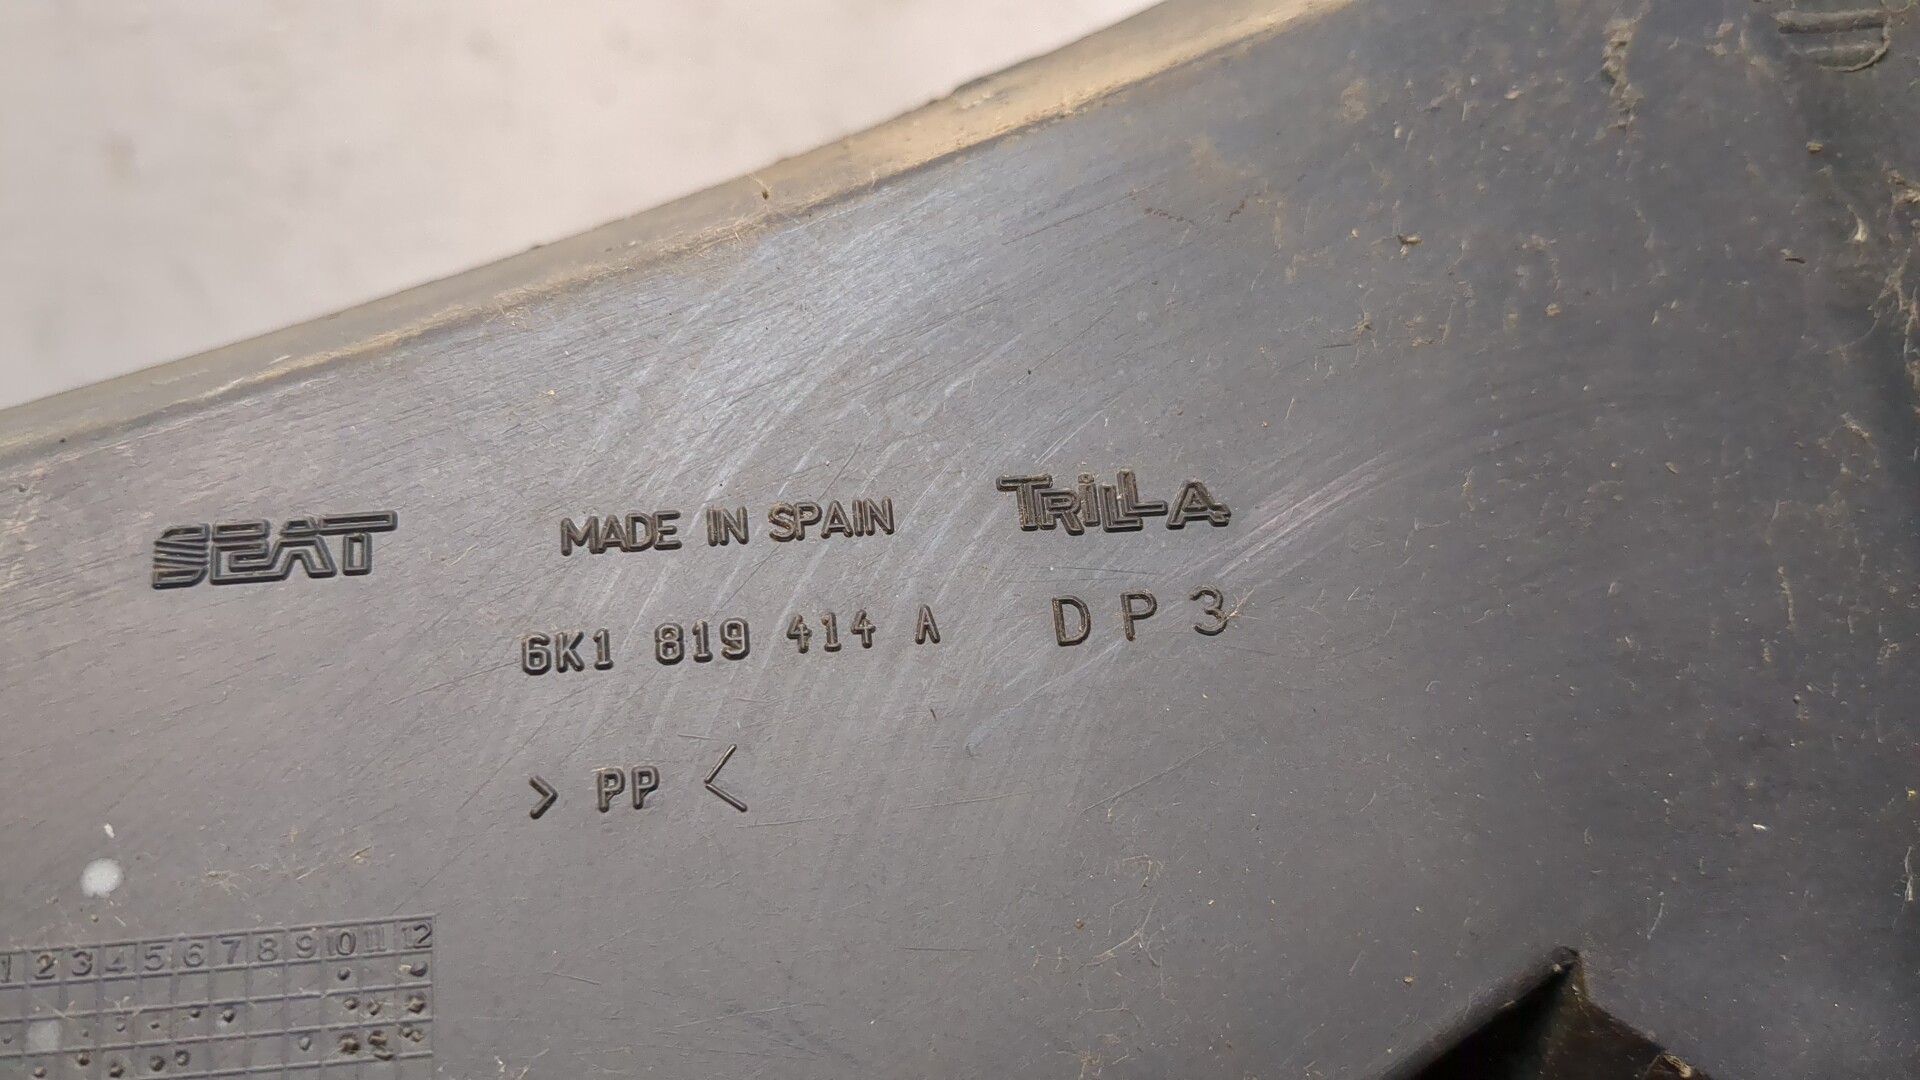 SEAT MADE IN SPAIN TRiLLA
6K1 819 414 A DP3
> PP <
1 2 3 4 5 6 7 8 9 10 11 12